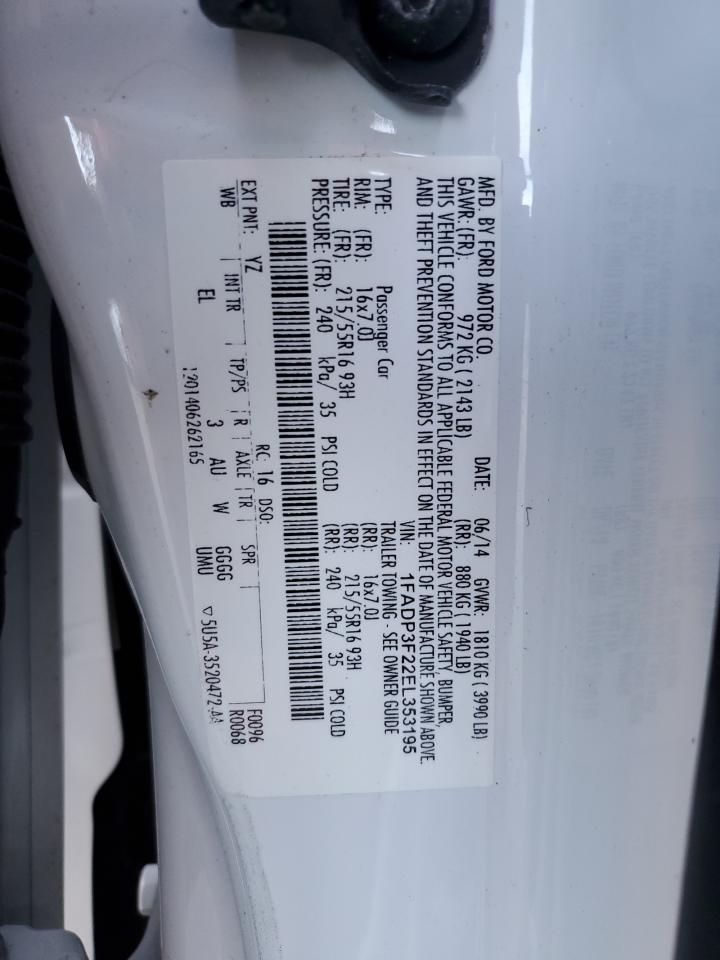 MFD. BY FORD MOTOR CO. DATE: 06/14 GVWR: 1810 KG ( 3990 LB)
GAWR: (FR): 972 KG ( 2143 LB) (RR): 880 KG ( 1940 LB)
THIS VEHICLE CONFORMS TO ALL APPLICABLE FEDERAL MOTOR VEHICLE SAFETY, BUMPER,
AND THEFT PREVENTION STANDARDS IN EFFECT ON THE DATE OF MANUFACTURE SHOWN ABOVE.
VIN: 1FADP3F22EL353195
TYPE: Passenger Car TRAILER TOWING - SEE OWNER GUIDE
RIM: (FR): 16x7.0J (RR): 16x7.0J
TIRE: (FR): 215/55R16 93H (RR): 215/55R16 93H
PRESSURE: (FR): 240 kPa/ 35 PSI COLD (RR): 240 kPa/ 35 PSI COLD
EXT PNT: YZ RC: 16 DSO: F0096
WB INT TR TP/PS R AXLE TR SPR R0068
EL 3 AU W GGGG
UMU
1201406262165 ▽5U5A-3520472-AA